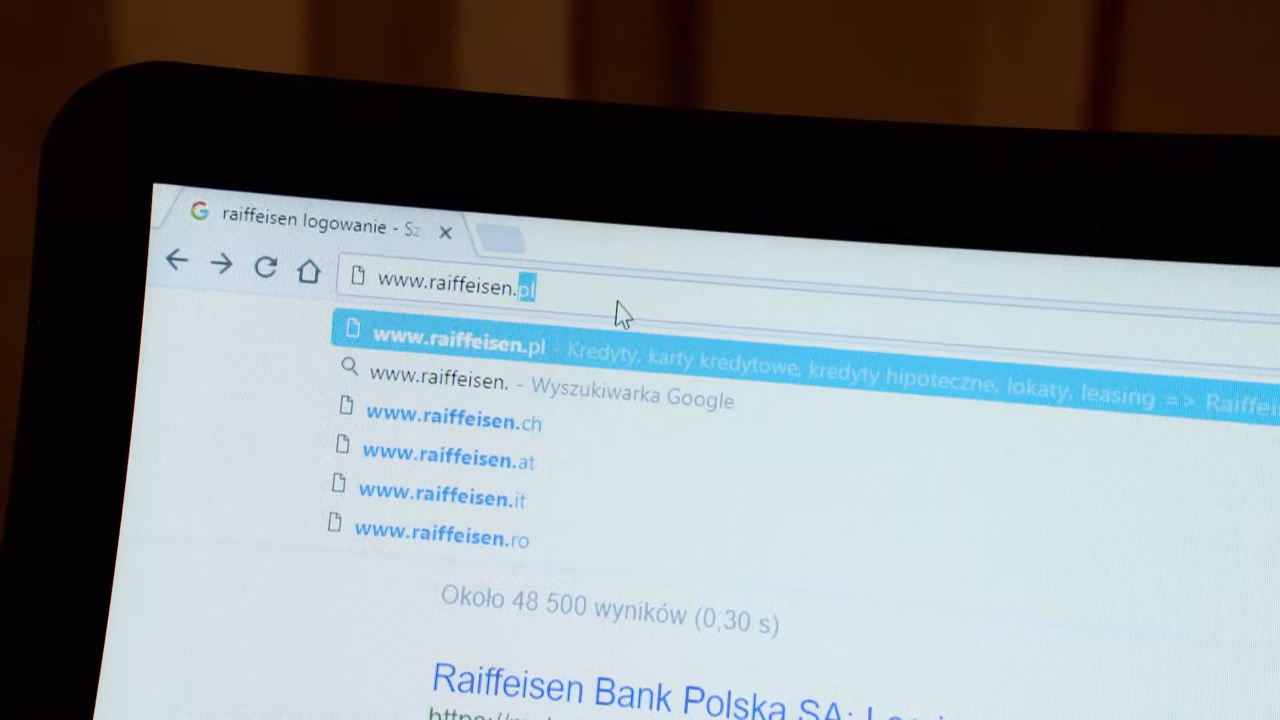 raiffeisen logowanie - Sz
www.raiffeisen.pl
www.raiffeisen.pl - Kredyty, karty kredytowe, kredyty hipoteczne, lokaty, leasing => Raiffeis
www.raiffeisen. - Wyszukiwarka Google
www.raiffeisen.ch
www.raiffeisen.at
www.raiffeisen.it
www.raiffeisen.ro
Około 48 500 wyników (0,30 s)
Raiffeisen Bank Polska SA: